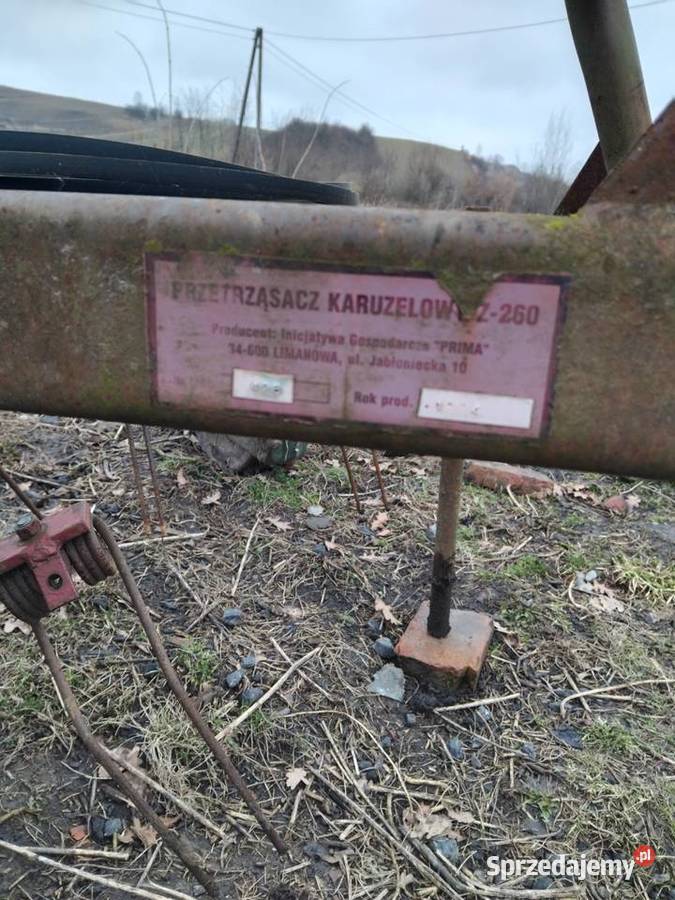 PRZETRZĄSACZ KARUZELOWY Z-260
Producent: Inicjatywa Gospodarcza "PRIMA"
34-600 LIMANOWA, ul. Jabłoniecka 10
Rok prod.
Sprzedajemy.pl